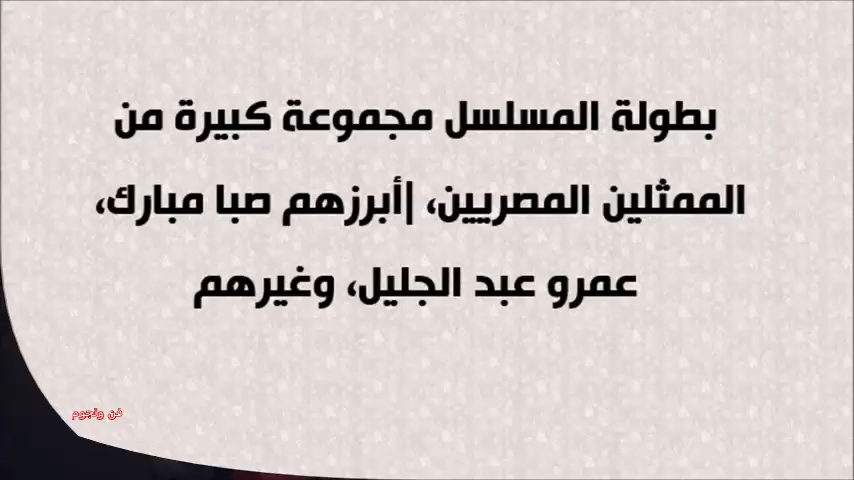 بطولة المسلسل مجموعة كبيرة من
الممثلين المصريين، |أبرزهم صبا مبارك،
عمرو عبد الجليل، وغيرهم
فن ونجوم